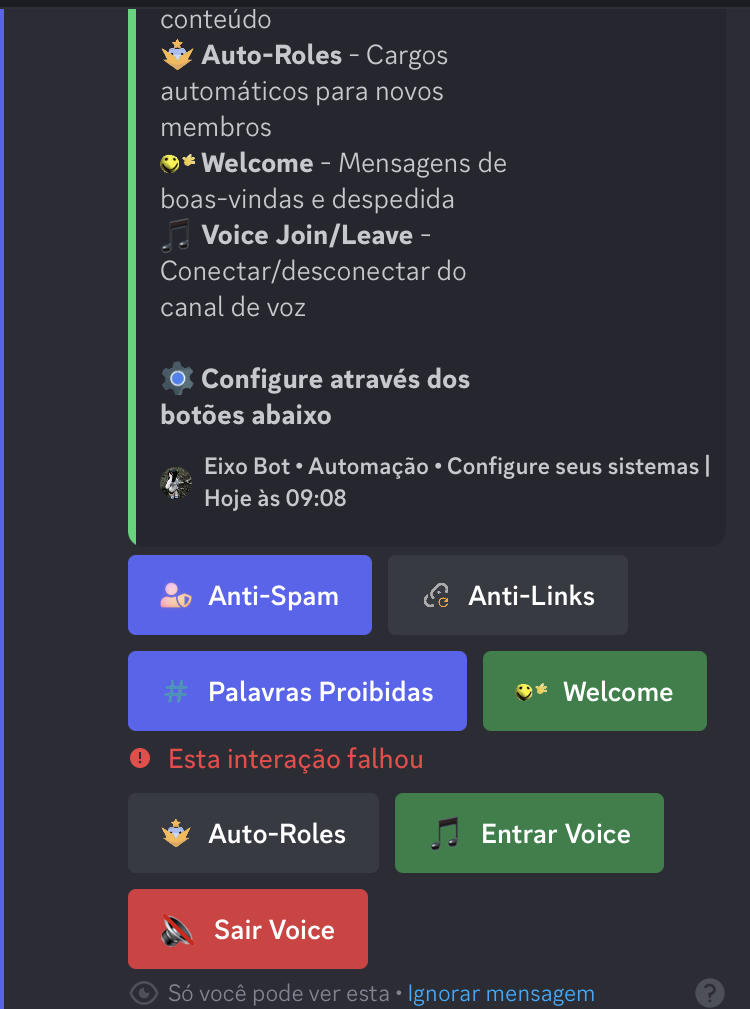 conteúdo
Auto-Roles - Cargos
automáticos para novos
membros
Welcome - Mensagens de
boas-vindas e despedida
Voice Join/Leave -
Conectar/desconectar do
canal de voz
Configure através dos
botões abaixo
Eixo Bot • Automação • Configure seus sistemas |
Hoje às 09:08
Anti-Spam
Anti-Links
Palavras Proibidas
Welcome
Esta interação falhou
Auto-Roles
Entrar Voice
Sair Voice
Só você pode ver esta • Ignorar mensagem